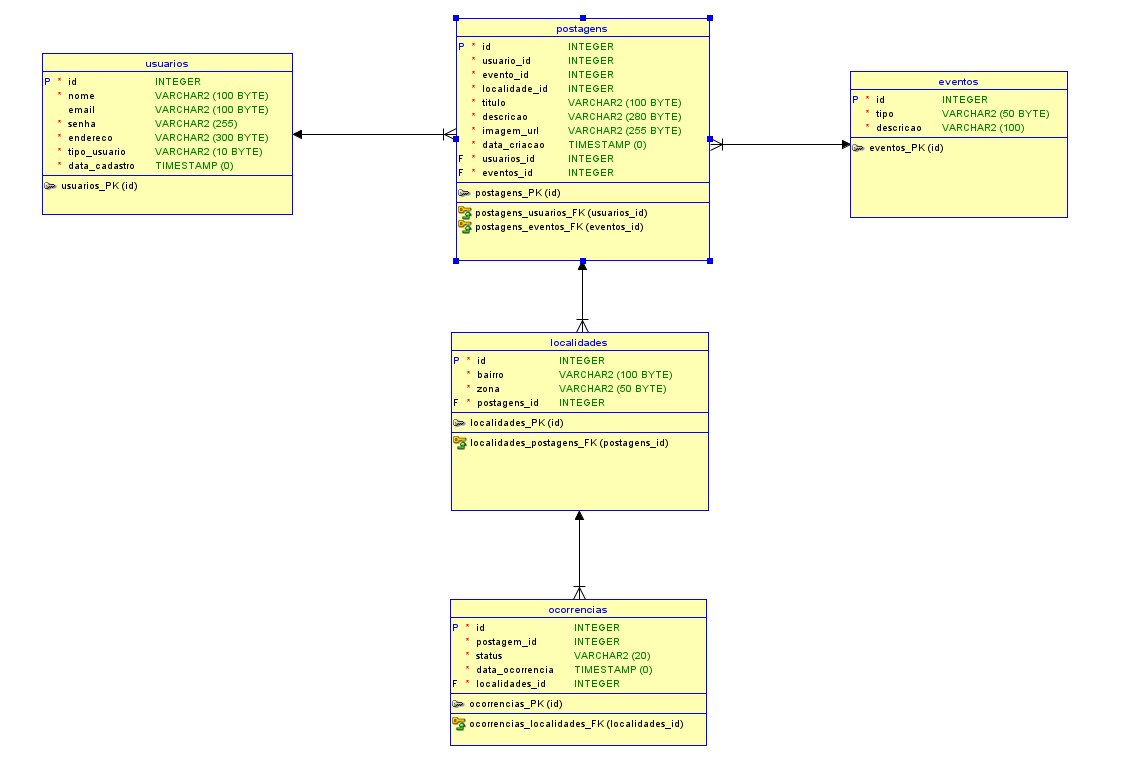 usuarios
P * id INTEGER
* nome VARCHAR2 (100 BYTE)
email VARCHAR2 (100 BYTE)
* senha VARCHAR2 (255)
* endereco VARCHAR2 (300 BYTE)
* tipo_usuario VARCHAR2 (10 BYTE)
* data_cadastro TIMESTAMP (0)
usuarios_PK (id)
postagens
P * id INTEGER
* usuario_id INTEGER
* evento_id INTEGER
* localidade_id INTEGER
* titulo VARCHAR2 (100 BYTE)
* descricao VARCHAR2 (280 BYTE)
* imagem_url VARCHAR2 (255 BYTE)
* data_criacao TIMESTAMP (0)
F * usuarios_id INTEGER
F * eventos_id INTEGER
postagens_PK (id)
postagens_usuarios_FK (usuarios_id)
postagens_eventos_FK (eventos_id)
eventos
P * id INTEGER
* tipo VARCHAR2 (50 BYTE)
* descricao VARCHAR2 (100)
eventos_PK (id)
localidades
P * id INTEGER
* bairro VARCHAR2 (100 BYTE)
* zona VARCHAR2 (50 BYTE)
F * postagens_id INTEGER
localidades_PK (id)
localidades_postagens_FK (postagens_id)
ocorrencias
P * id INTEGER
* postagem_id INTEGER
* status VARCHAR2 (20)
* data_ocorrencia TIMESTAMP (0)
F * localidades_id INTEGER
ocorrencias_PK (id)
ocorrencias_localidades_FK (localidades_id)